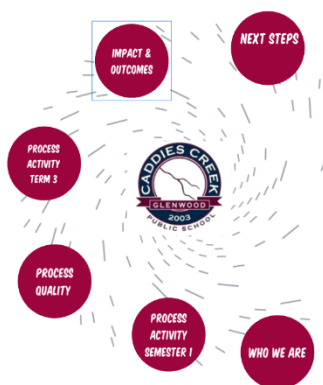 IMPACT &
OUTCOMES
NEXT STEPS
PROCESS
ACTIVITY
TERM 3
CADDIES CREEK
GLENWOOD
2003
PUBLIC SCHOOL
PROCESS
QUALITY
PROCESS
ACTIVITY
SEMESTER 1
WHO WE ARE